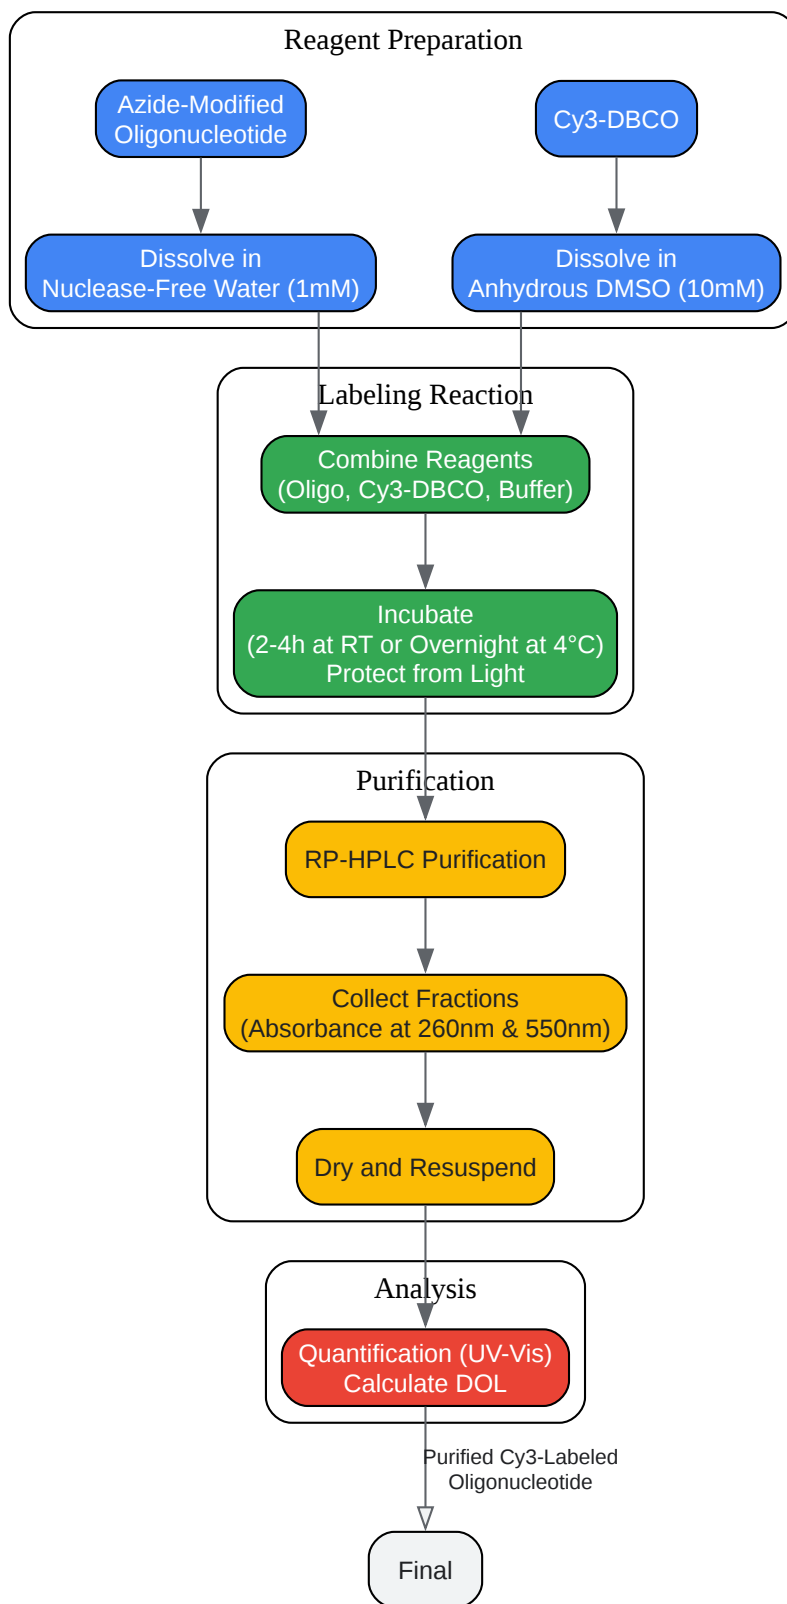 Reagent Preparation
Azide-Modified
Oligonucleotide
Cy3-DBCO
Dissolve in
Nuclease-Free Water (1mM)
Dissolve in
Anhydrous DMSO (10mM)
Labeling Reaction
Combine Reagents
(Oligo, Cy3-DBCO, Buffer)
Incubate
(2-4h at RT or Overnight at 4°C)
Protect from Light
Purification
RP-HPLC Purification
Collect Fractions
(Absorbance at 260nm & 550nm)
Dry and Resuspend
Analysis
Quantification (UV-Vis)
Calculate DOL
Purified Cy3-Labeled
Oligonucleotide
Final